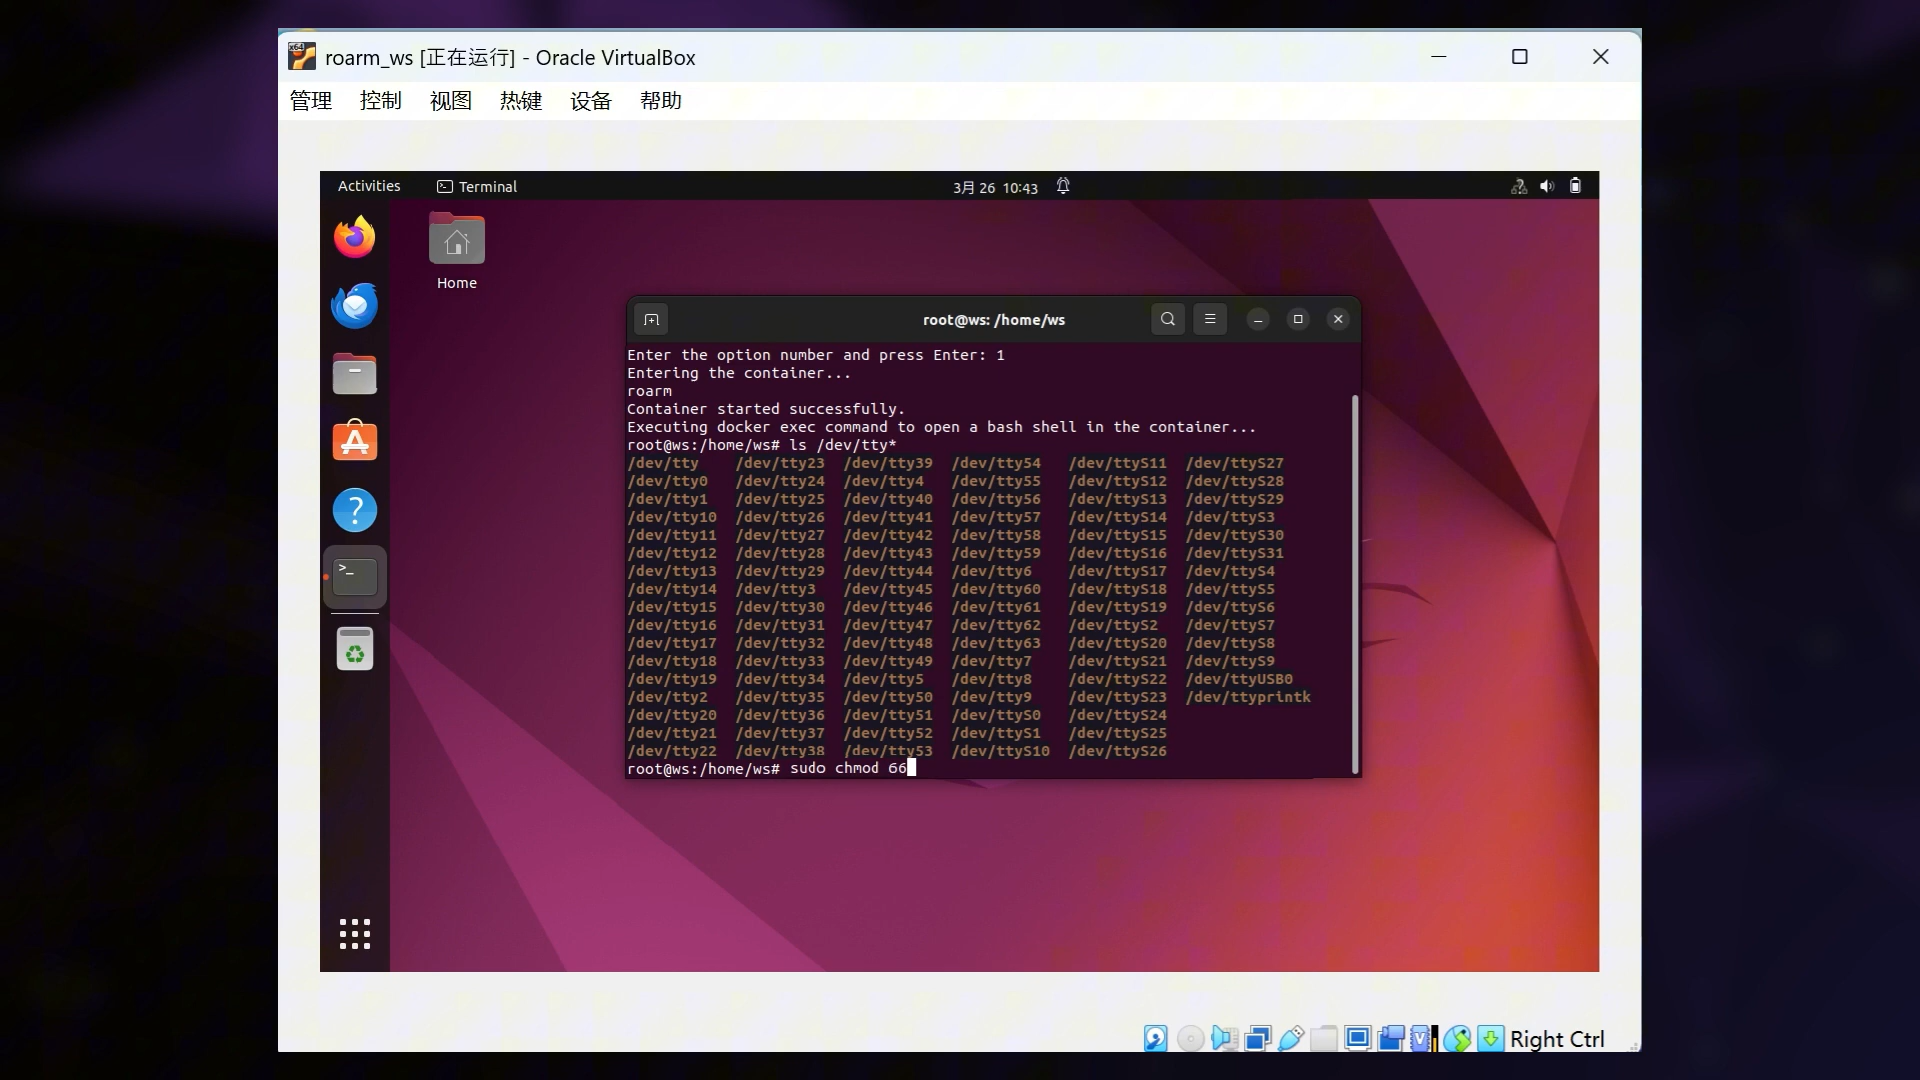 roarm_ws [正在运行] - Oracle VirtualBox
管理 控制 视图 热键 设备 帮助
Activities Terminal 3月 26 10:43
Home
root@ws: /home/ws
Enter the option number and press Enter: 1
Entering the container...
roarm
Container started successfully.
Executing docker exec command to open a bash shell in the container...
root@ws:/home/ws# ls /dev/tty*
/dev/tty /dev/tty23 /dev/tty39 /dev/tty54 /dev/ttyS11 /dev/ttyS27
/dev/tty0 /dev/tty24 /dev/tty4 /dev/tty55 /dev/ttyS12 /dev/ttyS28
/dev/tty1 /dev/tty25 /dev/tty40 /dev/tty56 /dev/ttyS13 /dev/ttyS29
/dev/tty10 /dev/tty26 /dev/tty41 /dev/tty57 /dev/ttyS14 /dev/ttyS3
/dev/tty11 /dev/tty27 /dev/tty42 /dev/tty58 /dev/ttyS15 /dev/ttyS30
/dev/tty12 /dev/tty28 /dev/tty43 /dev/tty59 /dev/ttyS16 /dev/ttyS31
/dev/tty13 /dev/tty29 /dev/tty44 /dev/tty6 /dev/ttyS17 /dev/ttyS4
/dev/tty14 /dev/tty3 /dev/tty45 /dev/tty60 /dev/ttyS18 /dev/ttyS5
/dev/tty15 /dev/tty30 /dev/tty46 /dev/tty61 /dev/ttyS19 /dev/ttyS6
/dev/tty16 /dev/tty31 /dev/tty47 /dev/tty62 /dev/ttyS2 /dev/ttyS7
/dev/tty17 /dev/tty32 /dev/tty48 /dev/tty63 /dev/ttyS20 /dev/ttyS8
/dev/tty18 /dev/tty33 /dev/tty49 /dev/tty7 /dev/ttyS21 /dev/ttyS9
/dev/tty19 /dev/tty34 /dev/tty5 /dev/tty8 /dev/ttyS22 /dev/ttyUSB0
/dev/tty2 /dev/tty35 /dev/tty50 /dev/tty9 /dev/ttyS23 /dev/ttyprintk
/dev/tty20 /dev/tty36 /dev/tty51 /dev/ttyS0 /dev/ttyS24
/dev/tty21 /dev/tty37 /dev/tty52 /dev/ttyS1 /dev/ttyS25
/dev/tty22 /dev/tty38 /dev/tty53 /dev/ttyS10 /dev/ttyS26
root@ws:/home/ws# sudo chmod 66
Right Ctrl